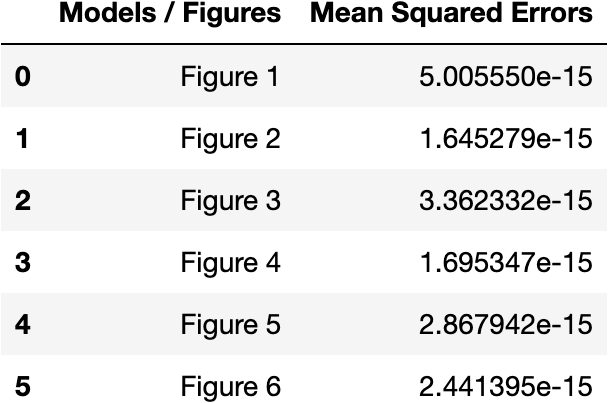 Models / Figures Mean Squared Errors
0 Figure 1 5.005550e-15
1 Figure 2 1.645279e-15
2 Figure 3 3.362332e-15
3 Figure 4 1.695347e-15
4 Figure 5 2.867942e-15
5 Figure 6 2.441395e-15